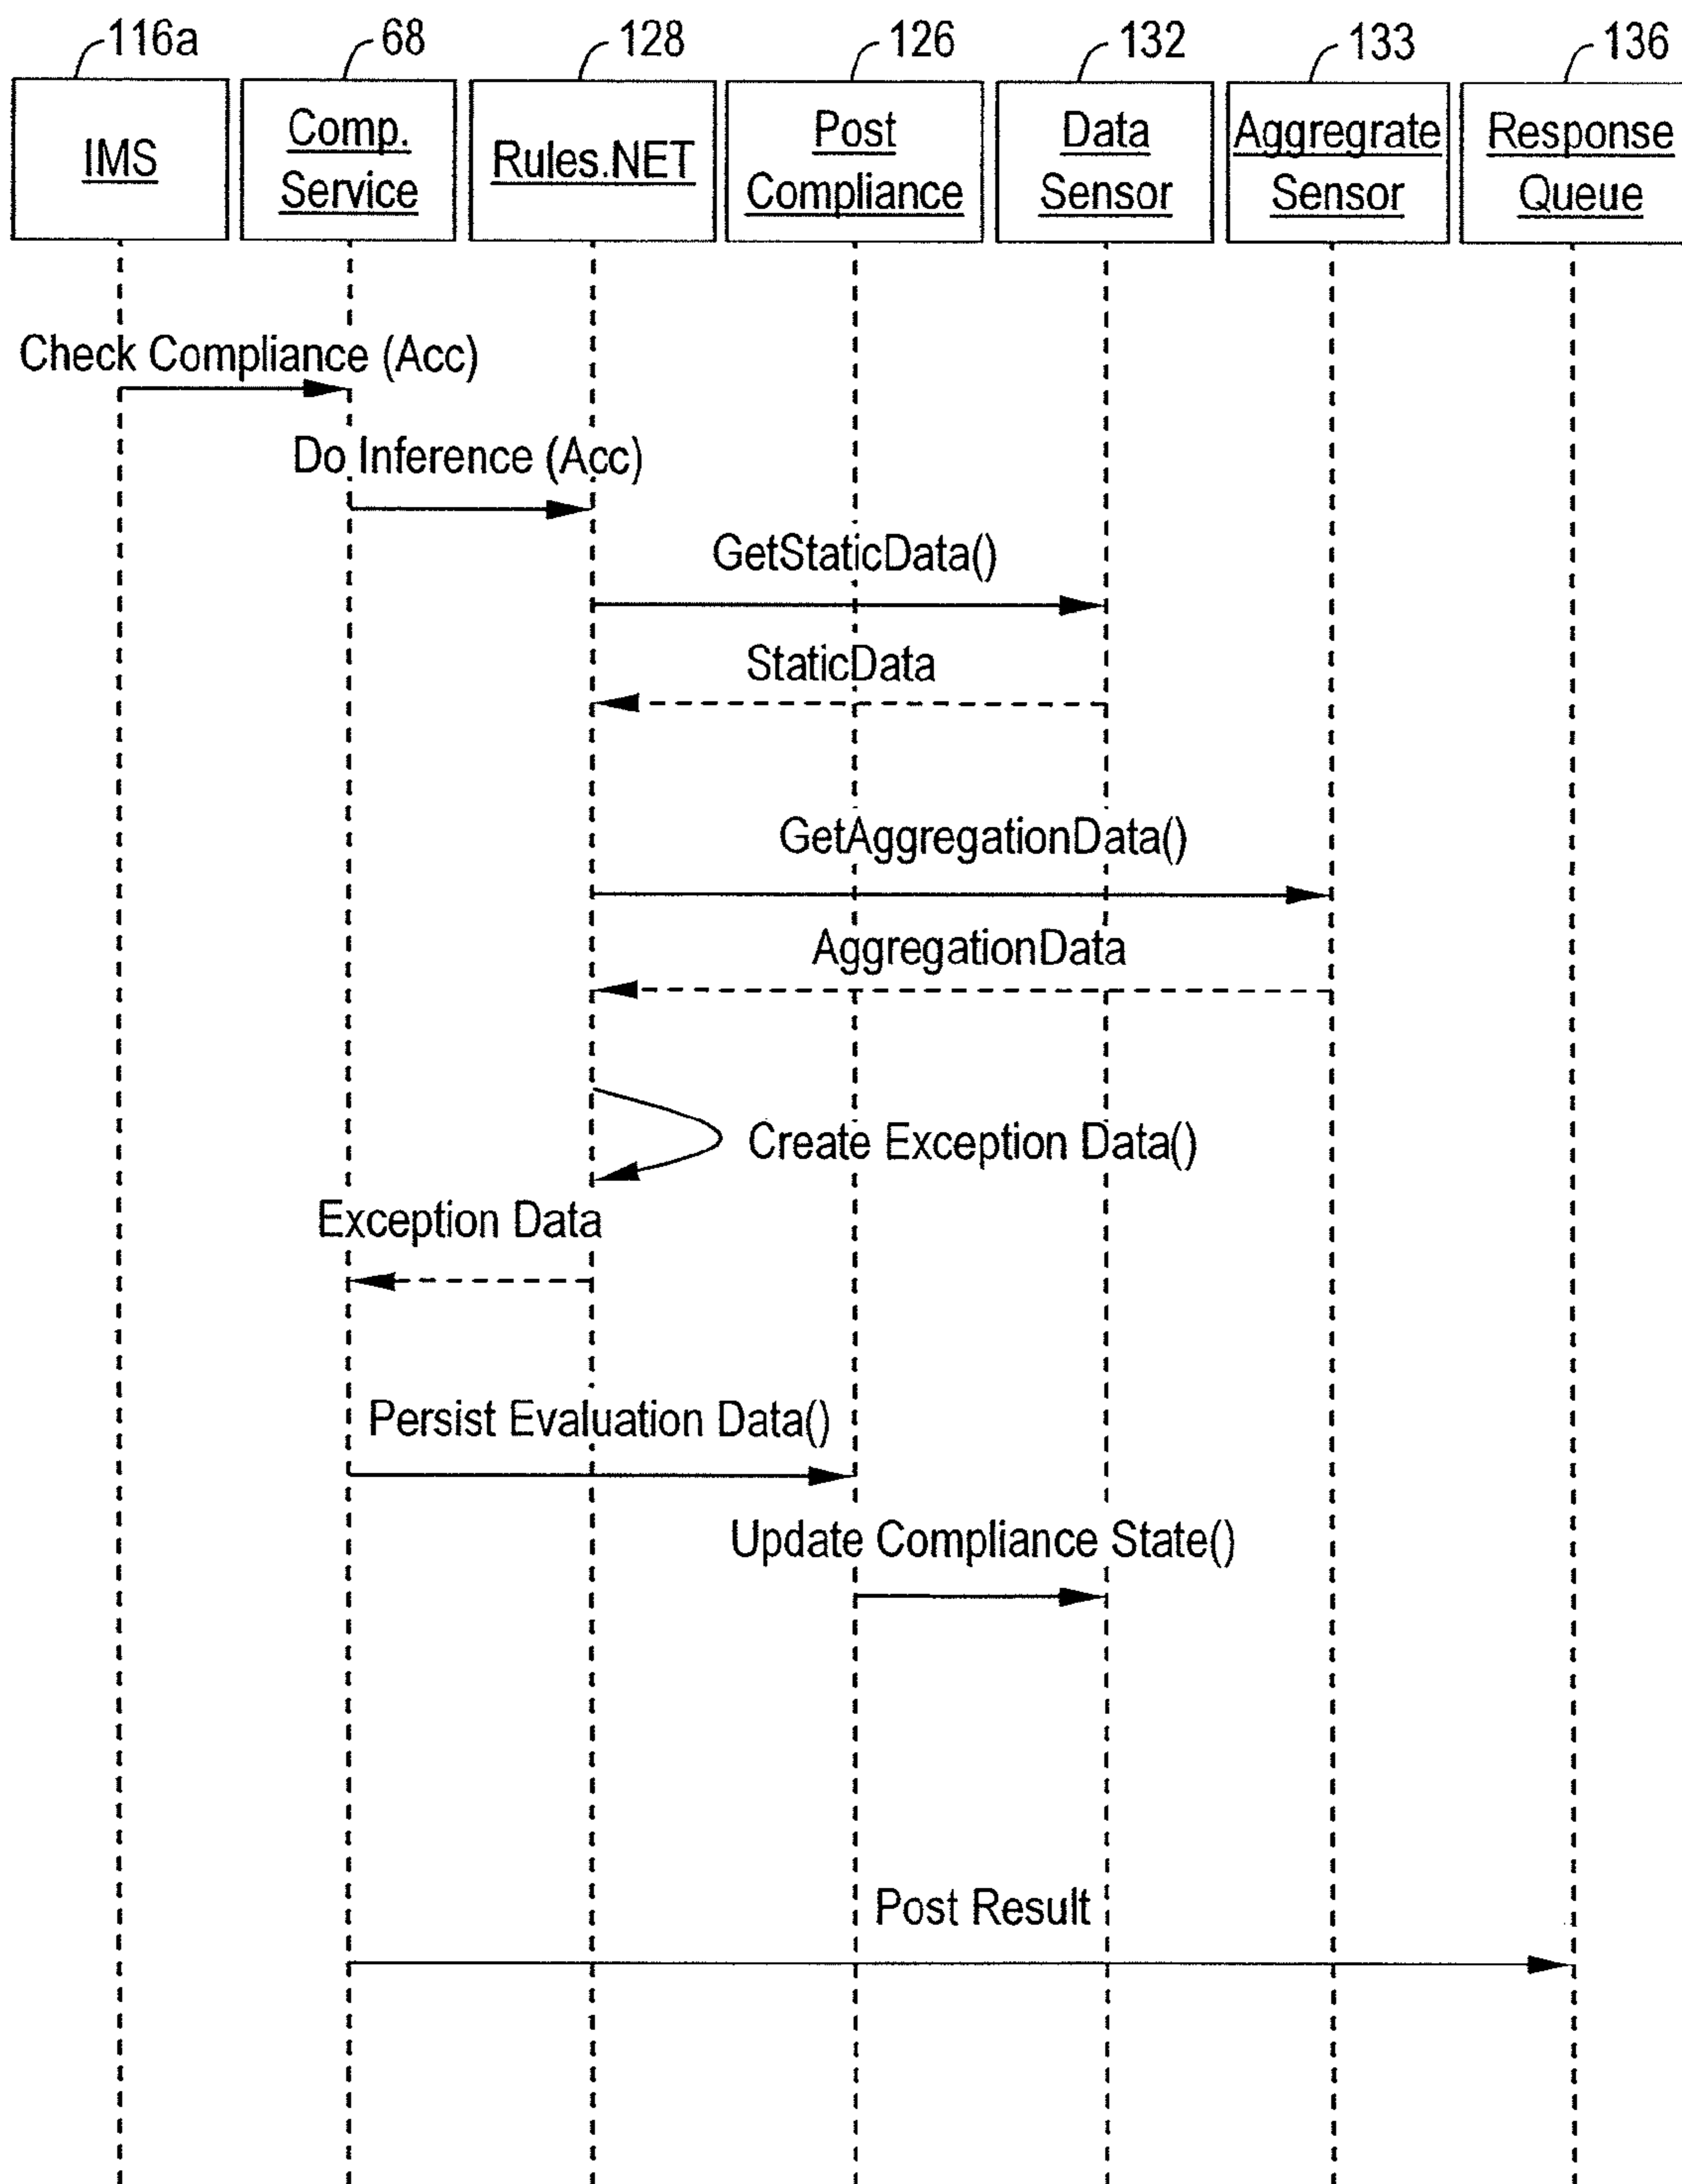 116a
68
128
126
132
133
136
IMS
Comp.
Service
Rules.NET
Post
Compliance
Data
Sensor
Aggregrate
Sensor
Response
Queue
Check Compliance (Acc)
Do Inference (Acc)
GetStaticData()
StaticData
GetAggregationData()
AggregationData
Create Exception Data()
Exception Data
Persist Evaluation Data()
Update Compliance State()
Post Result